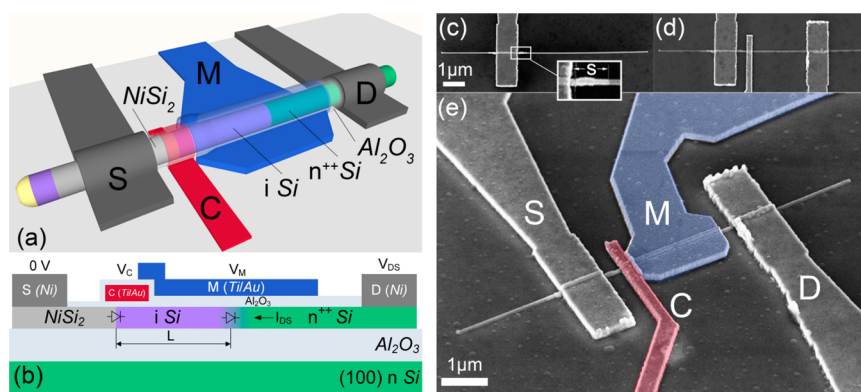 M
D
NiSi2
S
Al2O3
n++ Si
i Si
C
(a)
0 V
VC
VM
VDS
S (Ni)
C (Ti/Au)
M (Ti/Au)
D (Ni)
Al2O3
NiSi2
i Si
IDS
n++ Si
L
Al2O3
(b)
(100) n Si
(c)
S
1µm
(d)
(e)
S
M
C
D
1µm